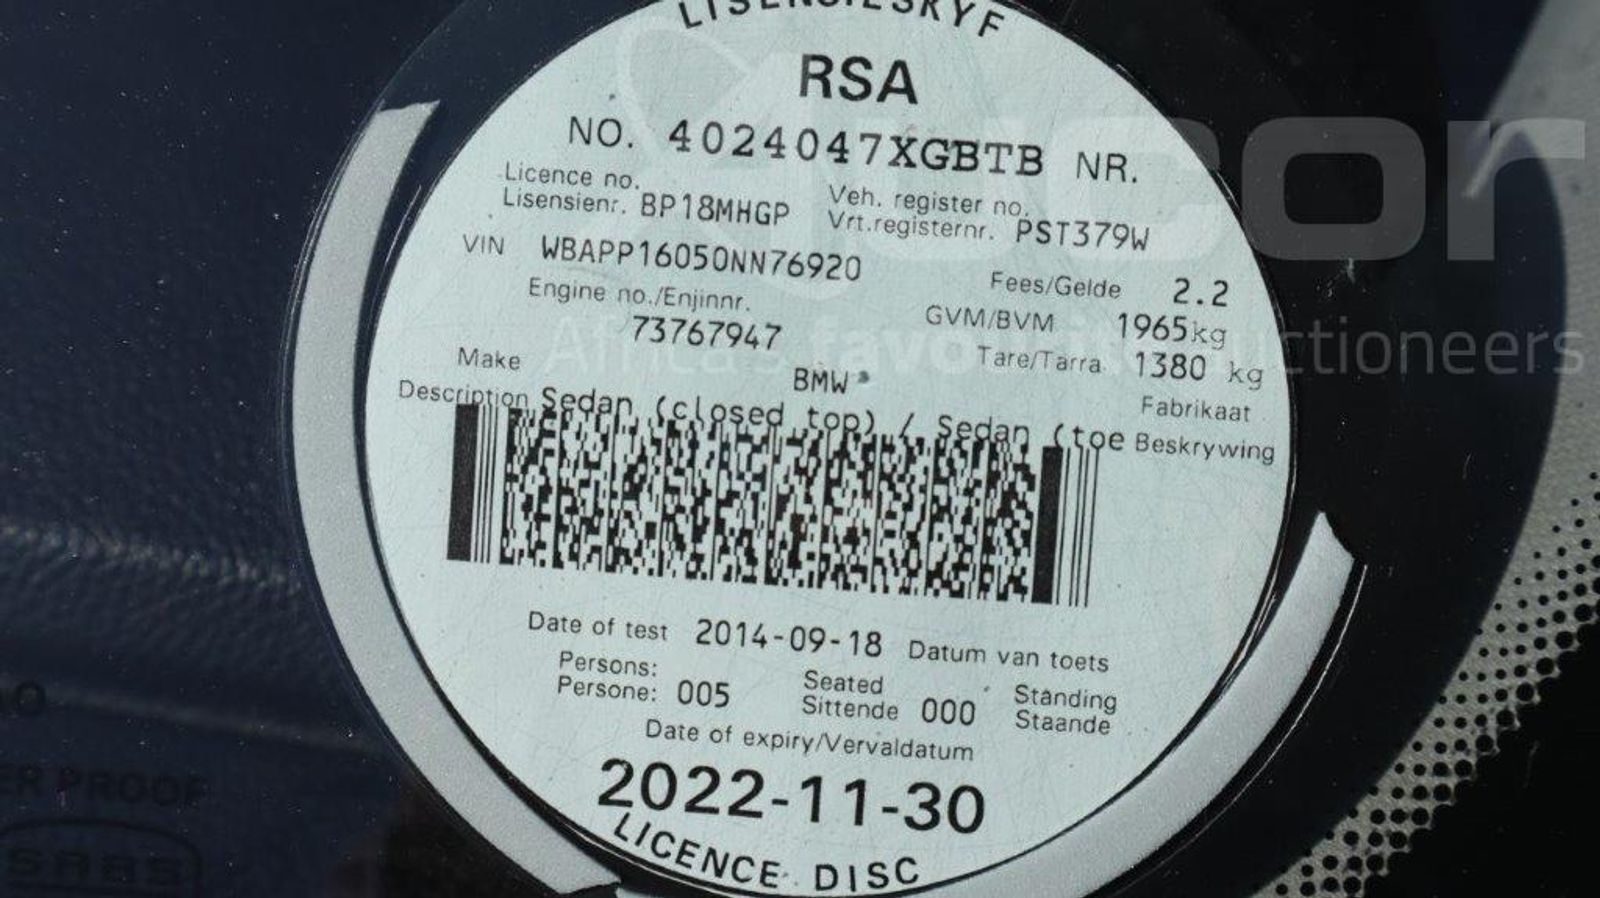 LISENSIESKYF
RSA
NO. 4024047XGBTB NR.
Licence no. Veh. register no.
Lisensienr. BP18MHGP Vrt.registernr. PST379W
VIN WBAPP16050NN76920
Fees/Gelde 2.2
Engine no./Enjinnr. GVM/BVM 1965kg
73767947 Tare/Tarra 1380 kg
Make BMW Fabrikaat
Description Sedan (closed top) / Sedan (toe Beskrywing
Date of test 2014-09-18 Datum van toets
Persons: Seated Standing
Persone: 005 Sittende 000 Staande
Date of expiry/Vervaldatum
2022-11-30
LICENCE DISC
ER PROOF
SABS
Africa's favourite auctioneers